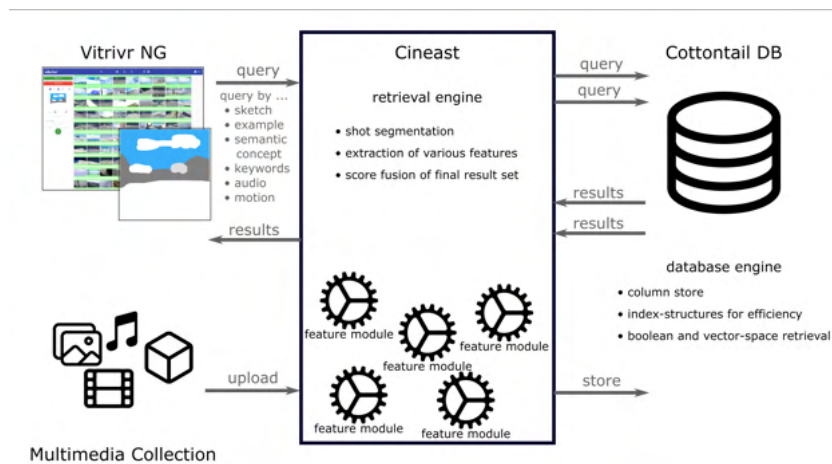 Vitrivr NG
Cineast
Cottontail DB
query
query by ...
• sketch
• example
• semantic
concept
• keywords
• audio
• motion
results
retrieval engine
• shot segmentation
• extraction of various features
• score fusion of final result set
query
query
results
results
database engine
• column store
• index-structures for efficiency
• boolean and vector-space retrieval
feature module
feature module
feature module
feature module
feature module
upload
store
Multimedia Collection